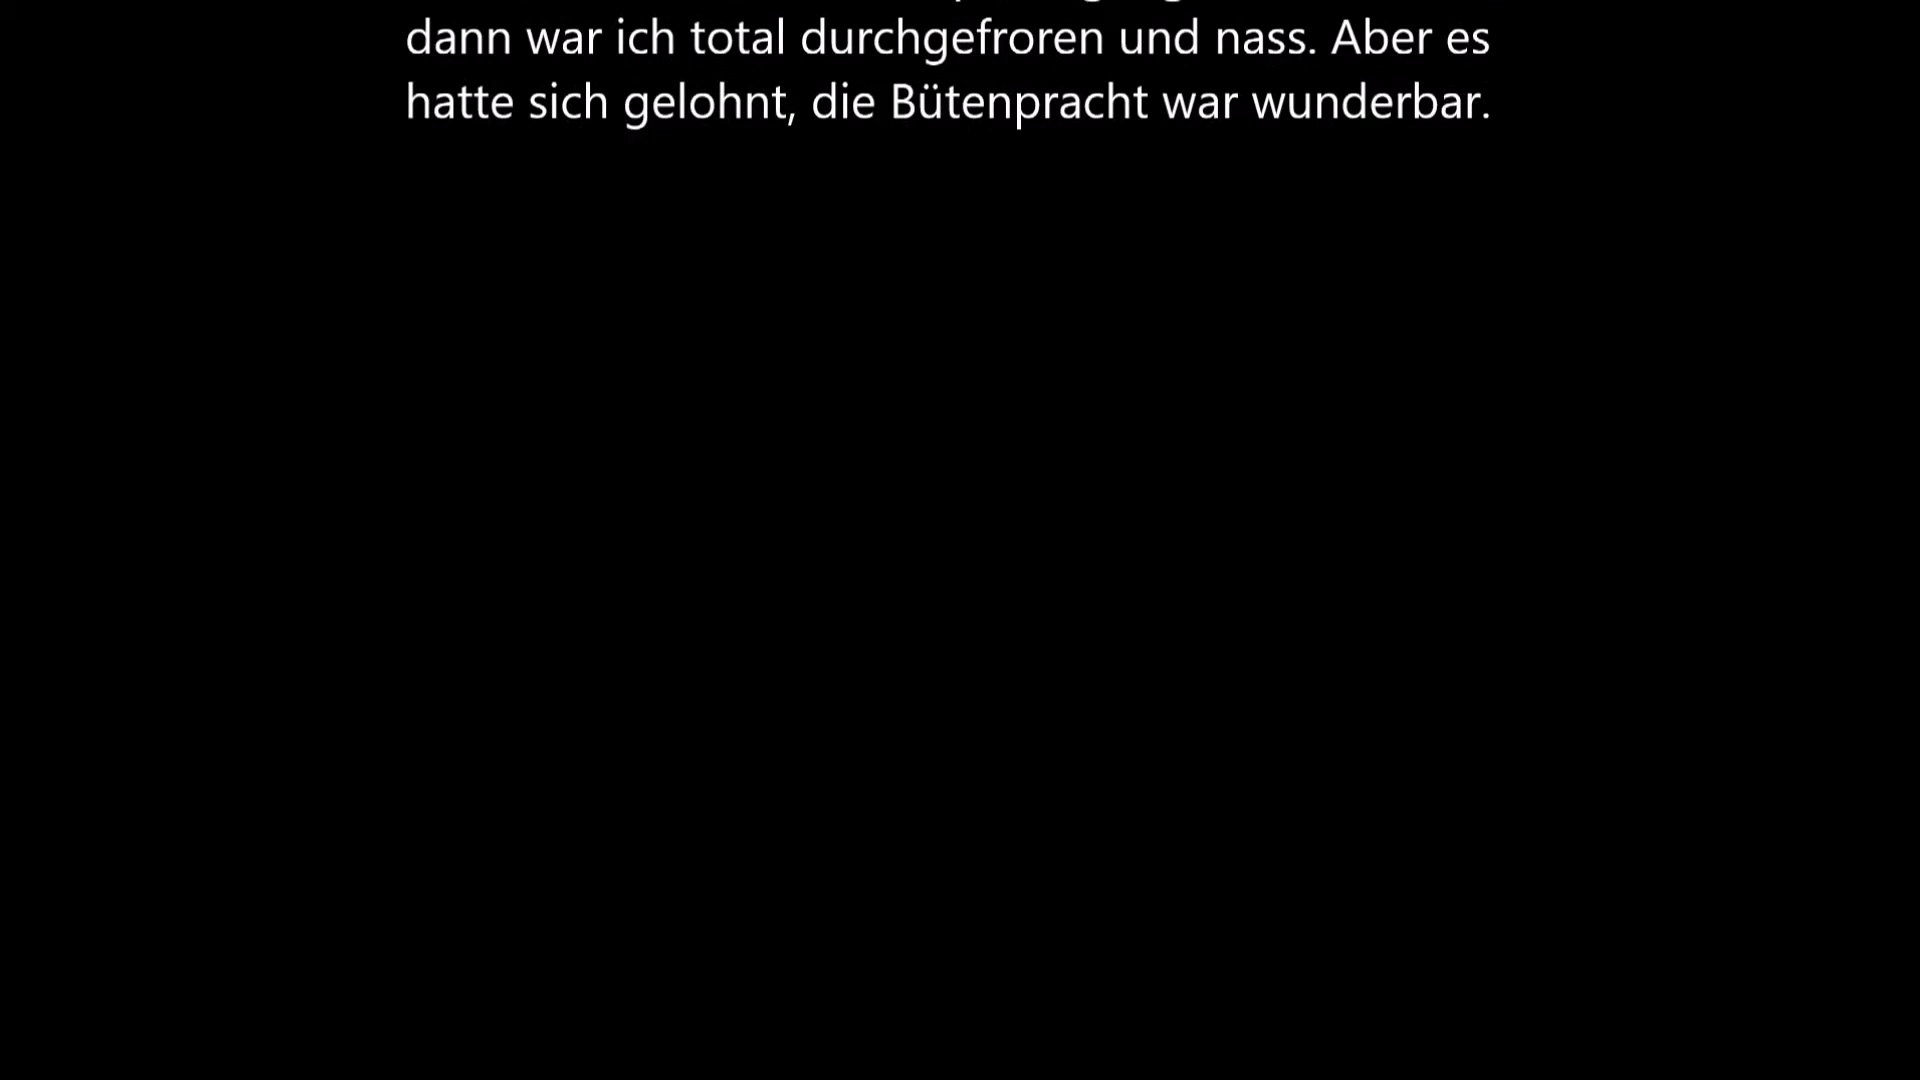 dann war ich total durchgefroren und nass. Aber es
hatte sich gelohnt, die Bütenpracht war wunderbar.